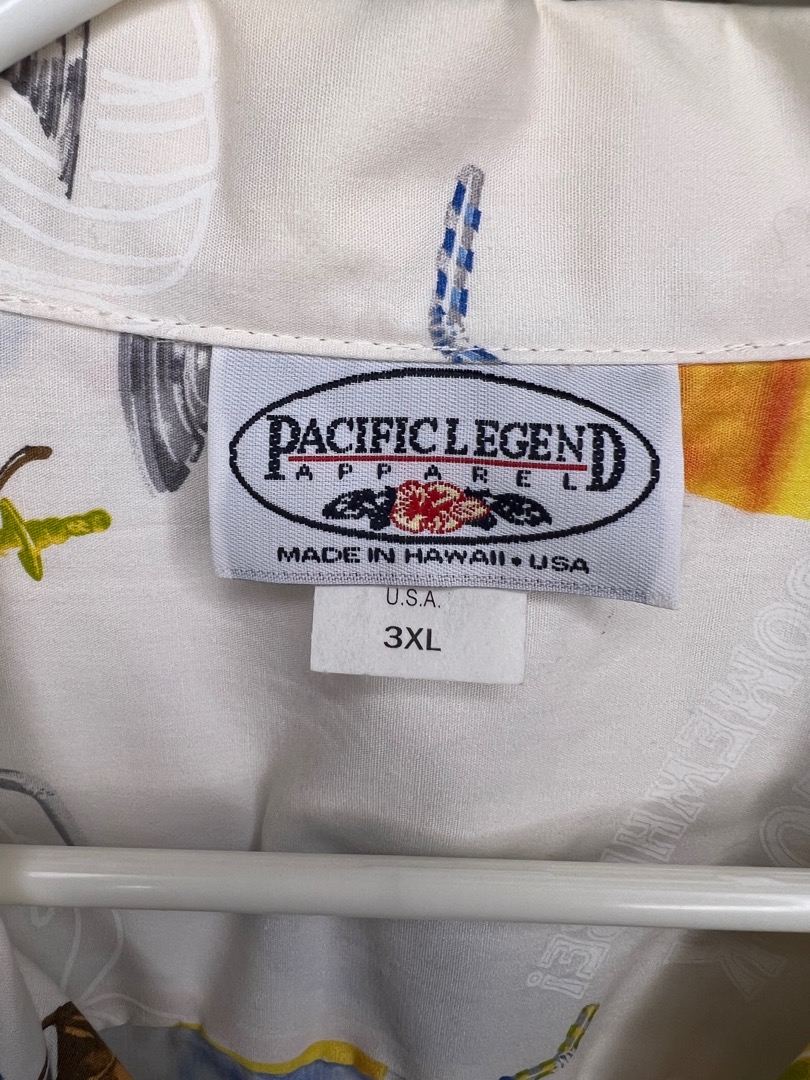 PACIFIC LEGEND
APPAREL
MADE IN HAWAII • USA
U.S.A.
3XL